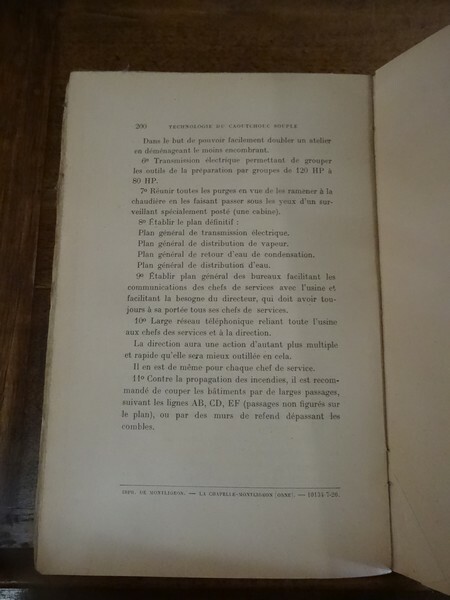 200 TECHNOLOGIE DU CAOUTCHOUC SOUPLE
Dans le but de pouvoir facilement doubler un atelier
en déménageant le moins encombrant.
6º Transmission électrique permettant de grouper
les outils de la préparation par groupes de 120 HP à
80 HP.
7º Réunir toutes les purges en vue de les ramener à la
chaudière en les faisant passer sous les yeux d'un sur-
veillant spécialement posté (une cabine).
8º Établir le plan définitif :
Plan général de transmission électrique.
Plan général de distribution de vapeur.
Plan général de retour d'eau de condensation.
Plan général de distribution d'eau.
9º Établir plan général des bureaux facilitant les
communications des chefs de services avec l'usine et
facilitant la besogne du directeur, qui doit avoir tou-
jours à sa portée tous ses chefs de services.
10º Large réseau téléphonique reliant toute l'usine
aux chefs des services et à la direction.
La direction aura une action d'autant plus multiple
et rapide qu'elle sera mieux outillée en cela.
Il en est de même pour chaque chef de service.
11º Contre la propagation des incendies, il est recom-
mandé de couper les bâtiments par de larges passages,
suivant les lignes AB, CD, EF (passages non figurés sur
le plan), ou par des murs de refend dépassant les
combles.
IMP. DE MONTLIGEON. — LA CHAPELLE-MONTLIGEON (ORNE). — 10134-7-20.